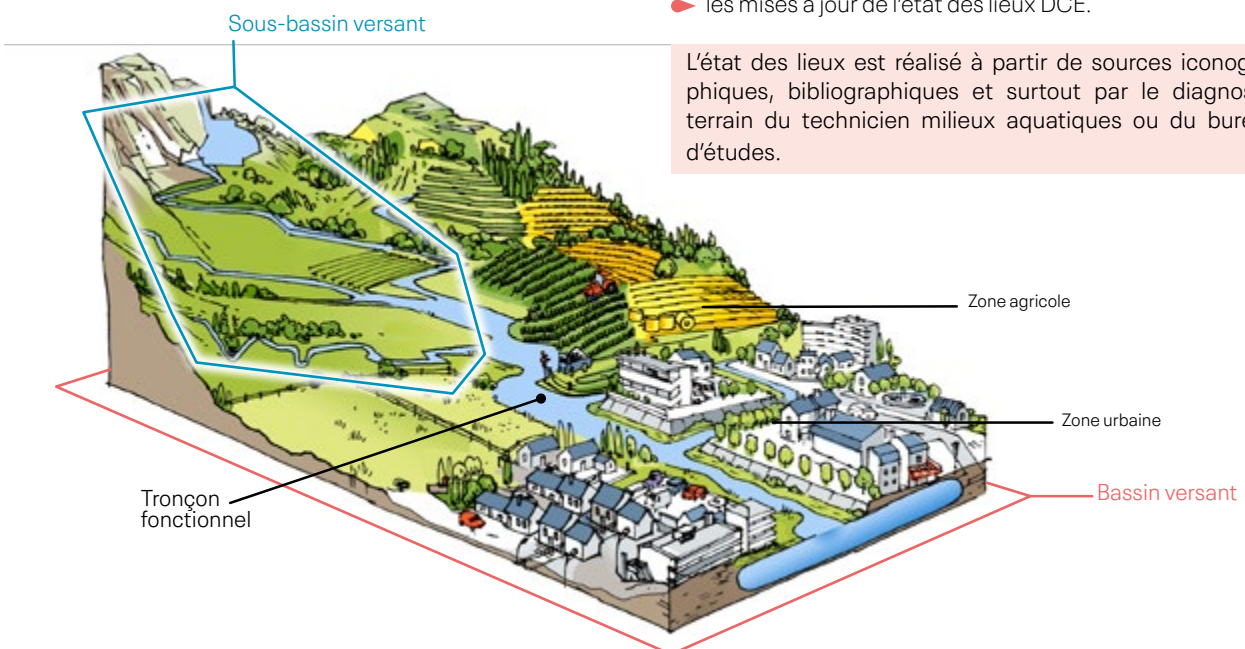 les mises à jour de l'état des lieux DCE.
Sous-bassin versant
L'état des lieux est réalisé à partir de sources iconog
phiques, bibliographiques et surtout par le diagnos
terrain du technicien milieux aquatiques ou du bure
d'études.
Zone agricole
Zone urbaine
Tronçon
fonctionnel
Bassin versant